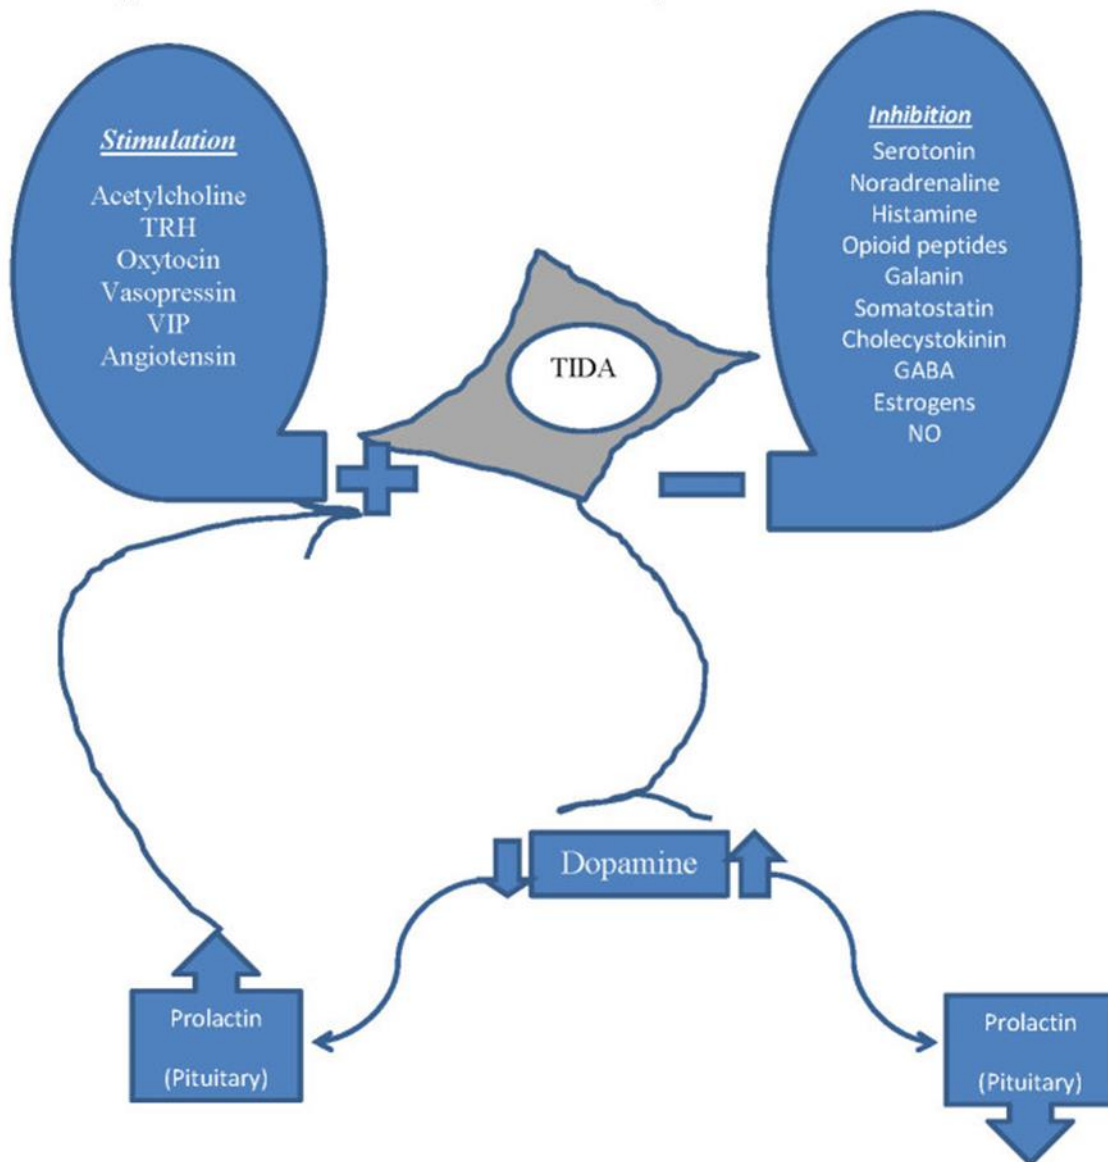 Stimulation
Acetylcholine
TRH
Oxytocin
Vasopressin
VIP
Angiotensin
Inhibition
Serotonin
Noradrenaline
Histamine
Opioid peptides
Galanin
Somatostatin
Cholecystokinin
GABA
Estrogens
NO
TIDA
Dopamine
Prolactin
(Pituitary)
Prolactin
(Pituitary)